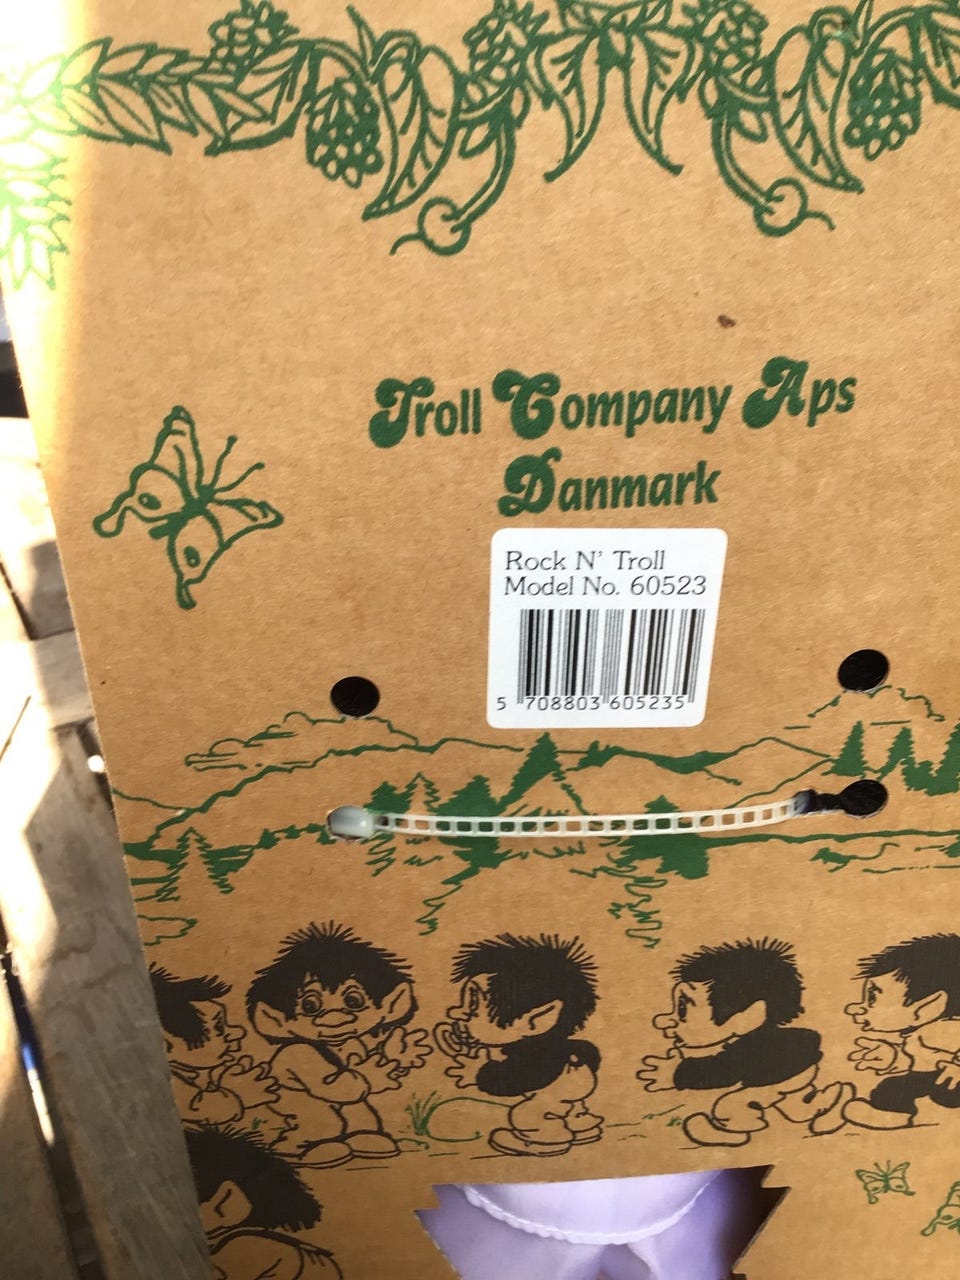 Troll Company Aps
Danmark
Rock N' Troll
Model No. 60523
5 708803 605235